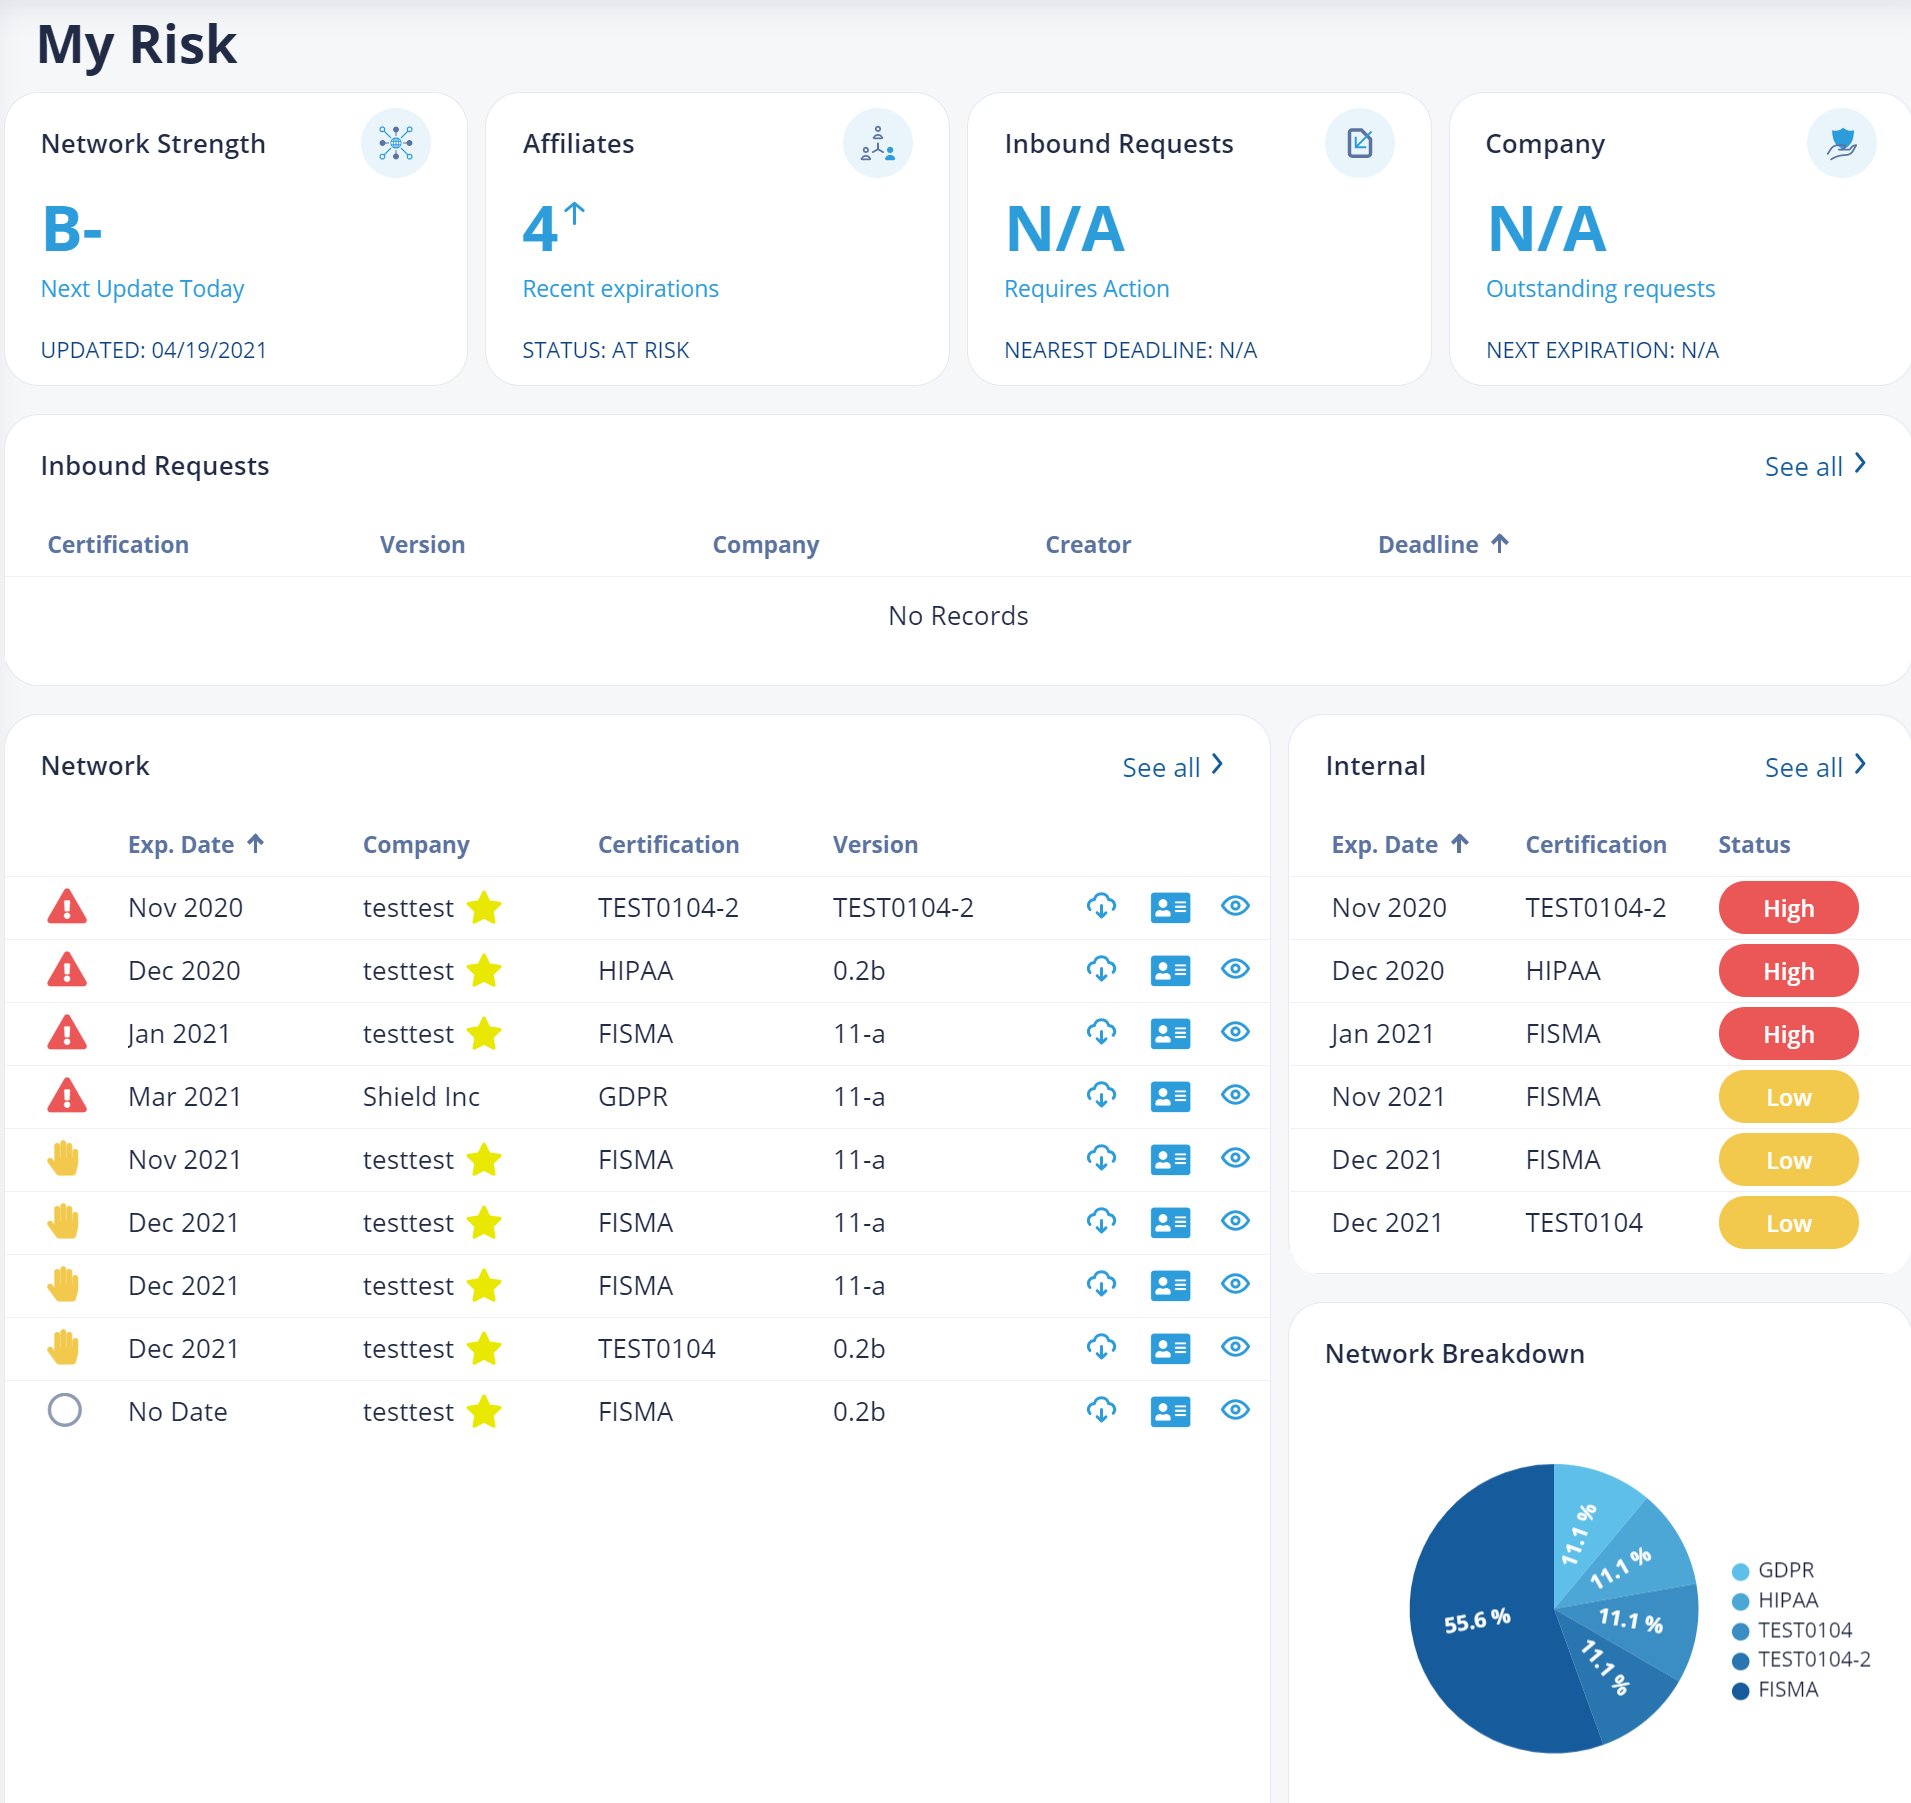 My Risk
Network Strength
B-
Next Update Today
UPDATED: 04/19/2021
Affiliates
4
Recent expirations
STATUS: AT RISK
Inbound Requests
N/A
Requires Action
NEAREST DEADLINE: N/A
Company
N/A
Outstanding requests
NEXT EXPIRATION: N/A
Inbound Requests See all
Certification Version Company Creator Deadline
No Records
Network See all
Exp. Date Company Certification Version
Nov 2020 testtest TEST0104-2 TEST0104-2
Dec 2020 testtest HIPAA 0.2b
Jan 2021 testtest FISMA 11-a
Mar 2021 Shield Inc GDPR 11-a
Nov 2021 testtest FISMA 11-a
Dec 2021 testtest FISMA 11-a
Dec 2021 testtest FISMA 11-a
Dec 2021 testtest TEST0104 0.2b
No Date testtest FISMA 0.2b
Internal See all
Exp. Date Certification Status
Nov 2020 TEST0104-2 High
Dec 2020 HIPAA High
Jan 2021 FISMA High
Nov 2021 FISMA Low
Dec 2021 FISMA Low
Dec 2021 TEST0104 Low
Network Breakdown
11.1 %
11.1 %
11.1 %
11.1 %
55.6 %
GDPR
HIPAA
TEST0104
TEST0104-2
FISMA